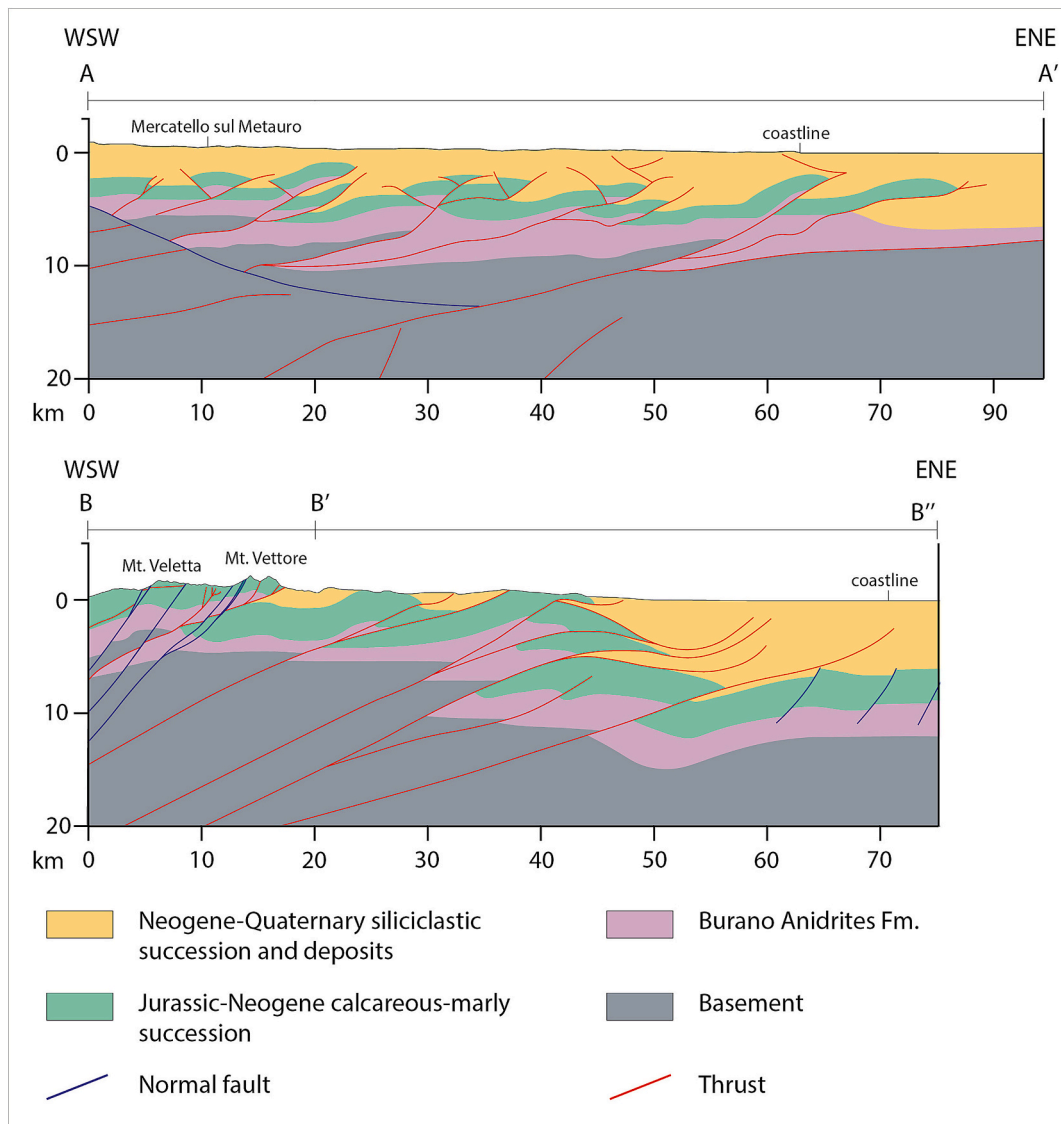 WSW
ENE
A
A'
Mercatello sul Metauro
coastline
0
10
20
km
0
10
20
30
40
50
60
70
90
WSW
ENE
B
B'
B''
Mt. Veletta
Mt. Vettore
coastline
0
10
20
km
0
10
20
30
40
50
60
70
Neogene-Quaternary siliciclastic
succession and deposits
Burano Anidrites Fm.
Jurassic-Neogene calcareous-marly
succession
Basement
Normal fault
Thrust